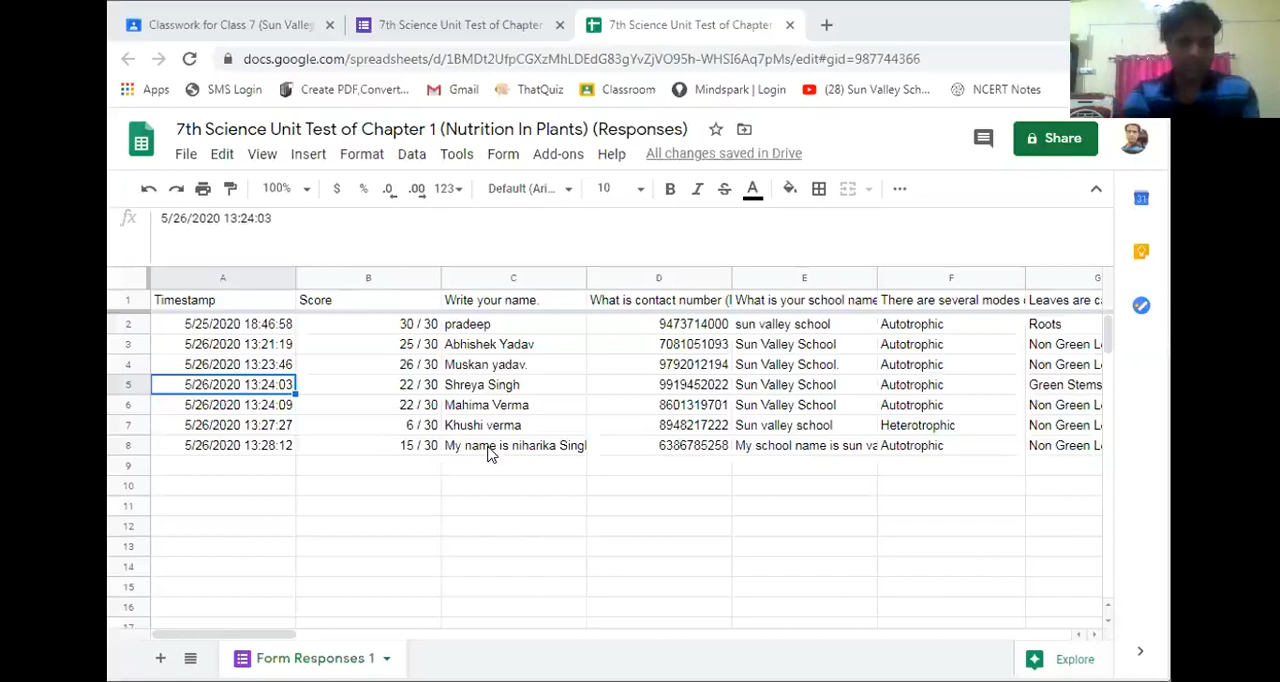 Classwork for Class 7 (Sun Valley
7th Science Unit Test of Chapter
7th Science Unit Test of Chapter
docs.google.com/spreadsheets/d/1BMDt2UfpCGXzMhLDEdG83gYvZjVO95h-WHSI6Aq7pMs/edit#gid=987744366
Apps SMS Login Create PDF,Convert... Gmail ThatQuiz Classroom Mindspark | Login (28) Sun Valley Sch... NCERT Notes
7th Science Unit Test of Chapter 1 (Nutrition In Plants) (Responses)
Share
File Edit View Insert Format Data Tools Form Add-ons Help All changes saved in Drive
100% $ % .0 .00 123 Default (Ari... 10 B I S A
31
fx 5/26/2020 13:24:03
A B C D E F G
1 Timestamp Score Write your name. What is contact number ( What is your school name There are several modes Leaves are
2 5/25/2020 18:46:58 30 / 30 pradeep 9473714000 sun valley school Autotrophic Roots
3 5/26/2020 13:21:19 25 / 30 Abhishek Yadav 7081051093 Sun Valley School Autotrophic Non Green
4 5/26/2020 13:23:46 26 / 30 Muskan yadav. 9792012194 Sun Valley School. Autotrophic Non Green
5 5/26/2020 13:24:03 22 / 30 Shreya Singh 9919452022 Sun Valley School Autotrophic Green Stems
6 5/26/2020 13:24:09 22 / 30 Mahima Verma 8601319701 Sun Valley School Autotrophic Non Green
7 5/26/2020 13:27:27 6 / 30 Khushi verma 8948217222 Sun valley school Heterotrophic Non Green
8 5/26/2020 13:28:12 15 / 30 My name is niharika Singl 6386785258 My school name is sun va Autotrophic Non Green
9
10
11
12
13
14
15
16
17
Form Responses 1
Explore